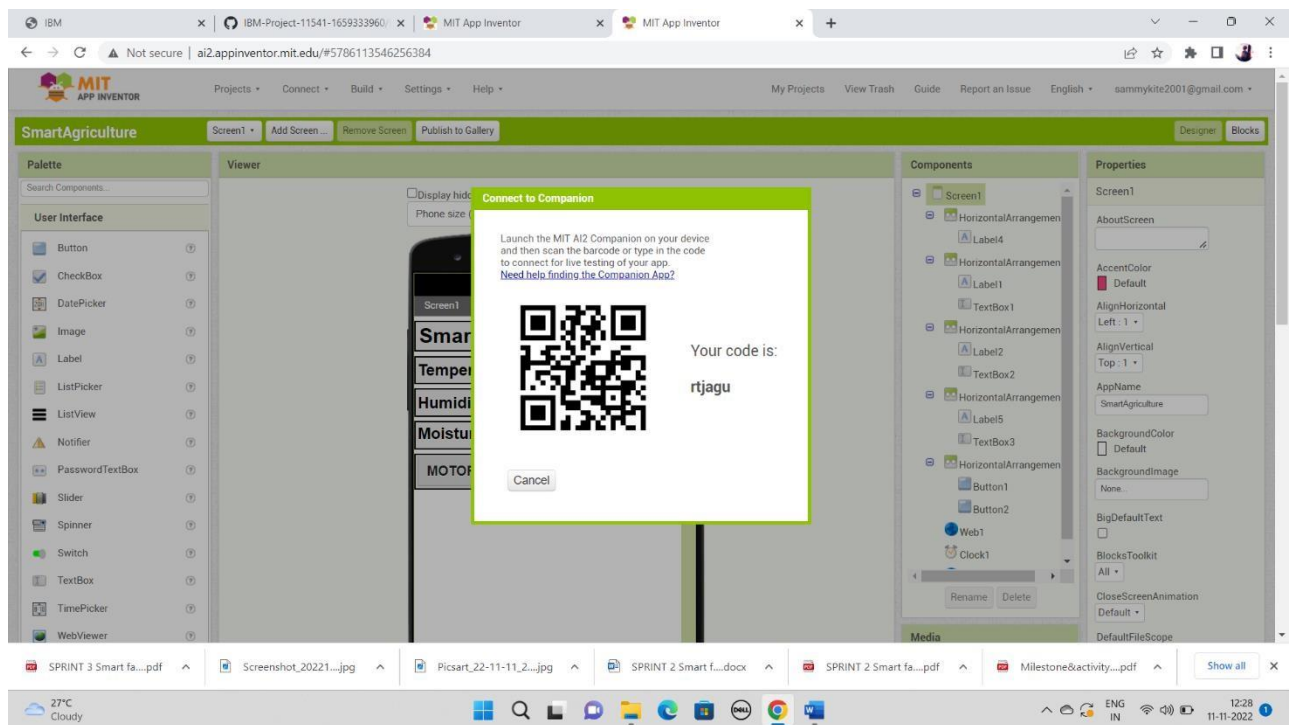 IBM
IBM-Project-11541-1659333960/
MIT App Inventor
MIT App Inventor
Not secure | ai2.appinventor.mit.edu/#5786113546256384
MIT
APP INVENTOR
Projects
Connect
Build
Settings
Help
My Projects
View Trash
Guide
Report an Issue
English
sammykite2001@gmail.com
SmartAgriculture
Screen1
Add Screen ...
Remove Screen
Publish to Gallery
Designer
Blocks
Palette
Search Components...
User Interface
Button
CheckBox
DatePicker
Image
Label
ListPicker
ListView
Notifier
PasswordTextBox
Slider
Spinner
Switch
TextBox
TimePicker
WebViewer
Viewer
Display hidd
Phone size (
Screen1
Smar
Temper
Humidi
Moistu
MOTOR
Connect to Companion
Launch the MIT AI2 Companion on your device
and then scan the barcode or type in the code
to connect for live testing of your app.
Need help finding the Companion App?
Your code is:
rtjagu
Cancel
Components
Screen1
HorizontalArrangemen
Label4
HorizontalArrangemen
Label1
TextBox1
HorizontalArrangemen
Label2
TextBox2
HorizontalArrangemen
Label5
TextBox3
HorizontalArrangemen
Button1
Button2
Web1
Clock1
Rename
Delete
Media
Properties
Screen1
AboutScreen
AccentColor
Default
AlignHorizontal
Left : 1
AlignVertical
Top : 1
AppName
SmartAgriculture
BackgroundColor
Default
BackgroundImage
None...
BigDefaultText
BlocksToolkit
All
CloseScreenAnimation
Default
DefaultFileScope
SPRINT 3 Smart fa....pdf
Screenshot_20221....jpg
Picsart_22-11-11_2....jpg
SPRINT 2 Smart f....docx
SPRINT 2 Smart fa....pdf
Milestone&activity....pdf
Show all
27°C
Cloudy
DELL
ENG
IN
12:28
11-11-2022
1